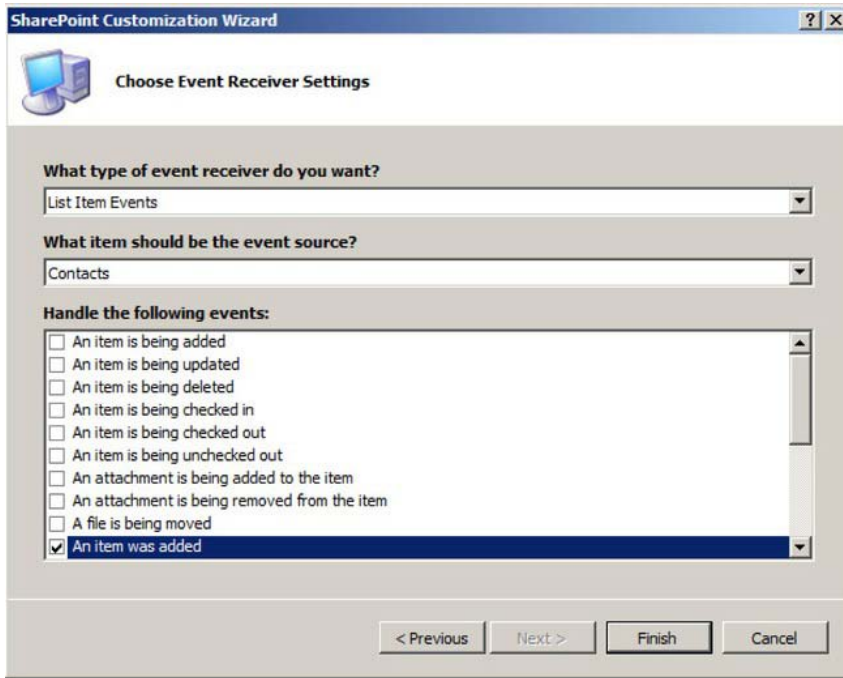 SharePoint Customization Wizard
Choose Event Receiver Settings
What type of event receiver do you want?
List Item Events
What item should be the event source?
Contacts
Handle the following events:
An item is being added
An item is being updated
An item is being deleted
An item is being checked in
An item is being checked out
An item is being unchecked out
An attachment is being added to the item
An attachment is being removed from the item
A file is being moved
An item was added
< Previous Next > Finish Cancel